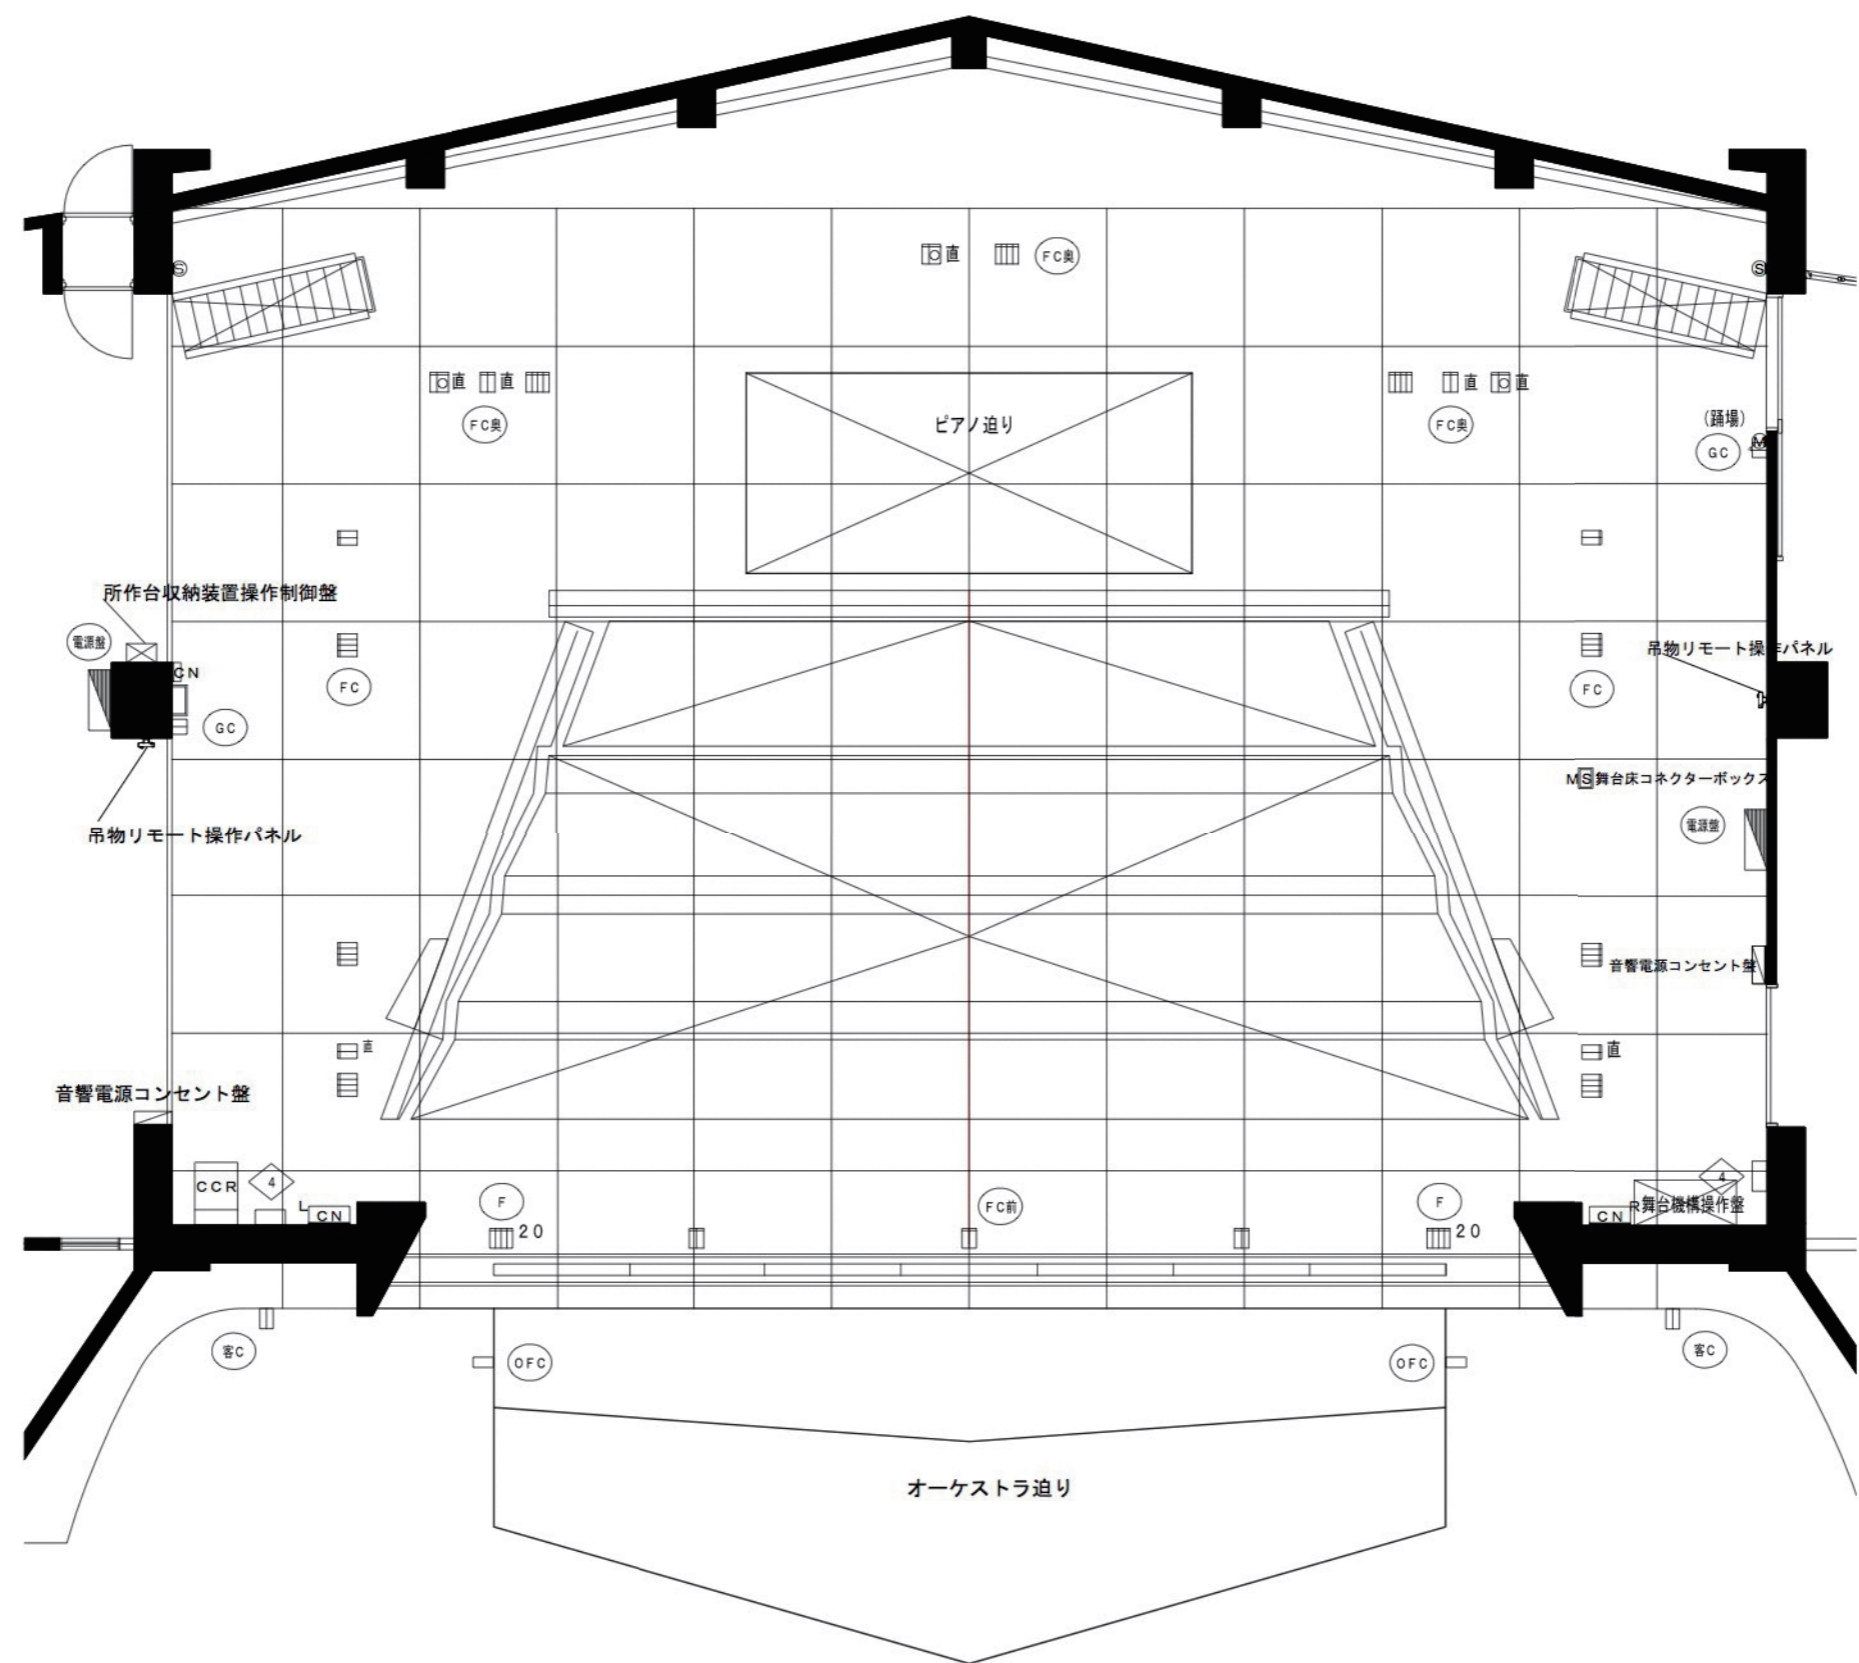 直
FC奥
S
S
直
直
直
直
FC奥
ピアノ迫り
FC奥
(踊場)
M
GC
所作台収納装置操作制御盤
電源盤
CN
FC
GC
吊物リモート操作パネル
吊物リモート操作パネル
FC
MS舞台床コネクターボックス
電源盤
音響電源コンセント盤
直
直
音響電源コンセント盤
CCR
4
L
CN
F
20
FC前
F
20
4
CN
R舞台機構操作盤
客C
OFC
OFC
客C
オーケストラ迫り